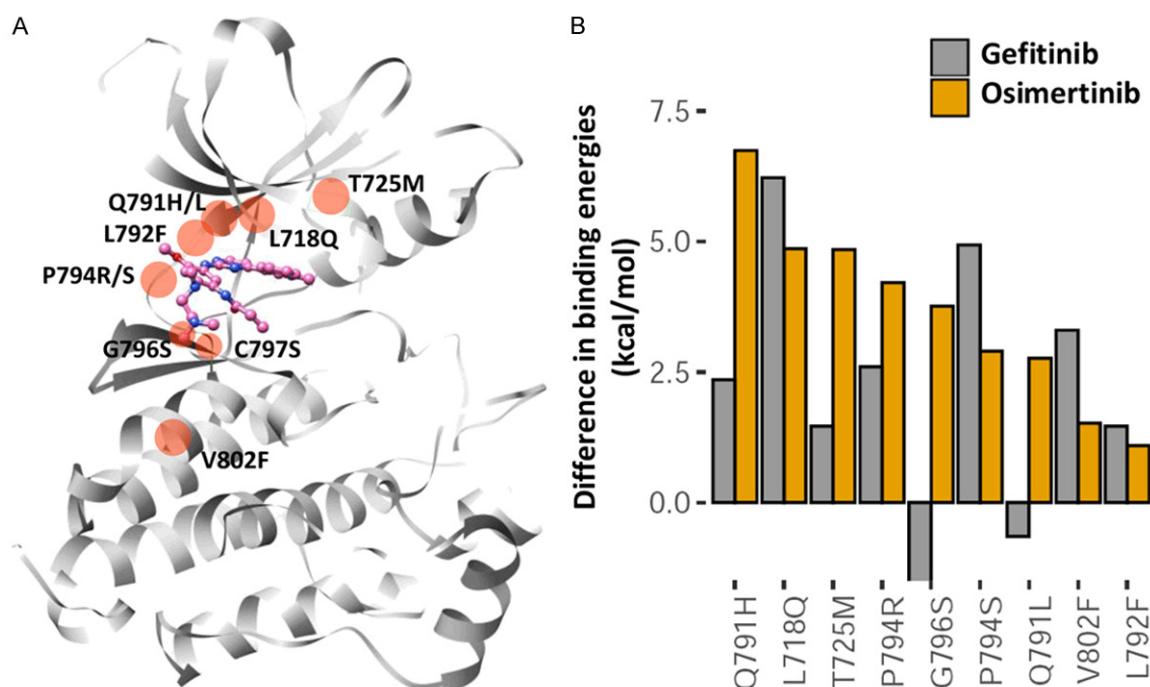 A
T725M
Q791H/L
L792F
L718Q
P794R/S
G796S
C797S
V802F
B
Gefitinib
Osimertinib
Difference in binding energies
(kcal/mol)
7.5
5.0
2.5
0.0
Q791H
L718Q
T725M
P794R
G796S
P794S
Q791L
V802F
L792F